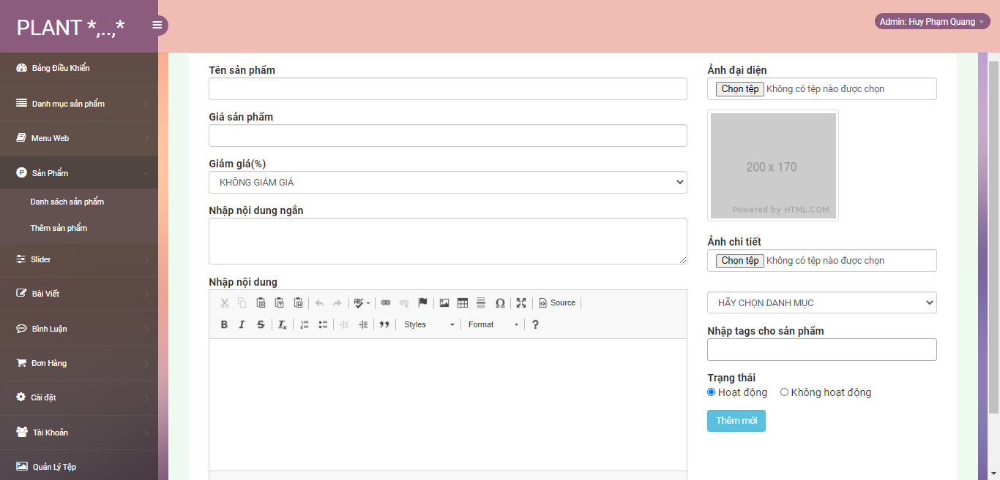 PLANT *,..,*
Admin: Huy Phạm Quang
Bảng Điều Khiển
Danh mục sản phẩm
Menu Web
Sản Phẩm
Danh sách sản phẩm
Thêm sản phẩm
Slider
Bài Viết
Bình Luận
Đơn Hàng
Cài đặt
Tài Khoản
Quản Lý Tệp
Tên sản phẩm
Giá sản phẩm
Giảm giá(%)
KHÔNG GIẢM GIÁ
Nhập nội dung ngắn
Nhập nội dung
Source
Styles
Format
Ảnh đại diện
Chọn tệp Không có tệp nào được chọn
200 x 170
Powered by HTML.COM
Ảnh chi tiết
Chọn tệp Không có tệp nào được chọn
HÃY CHỌN DANH MỤC
Nhập tags cho sản phẩm
Trạng thái
Hoạt động Không hoạt động
Thêm mới